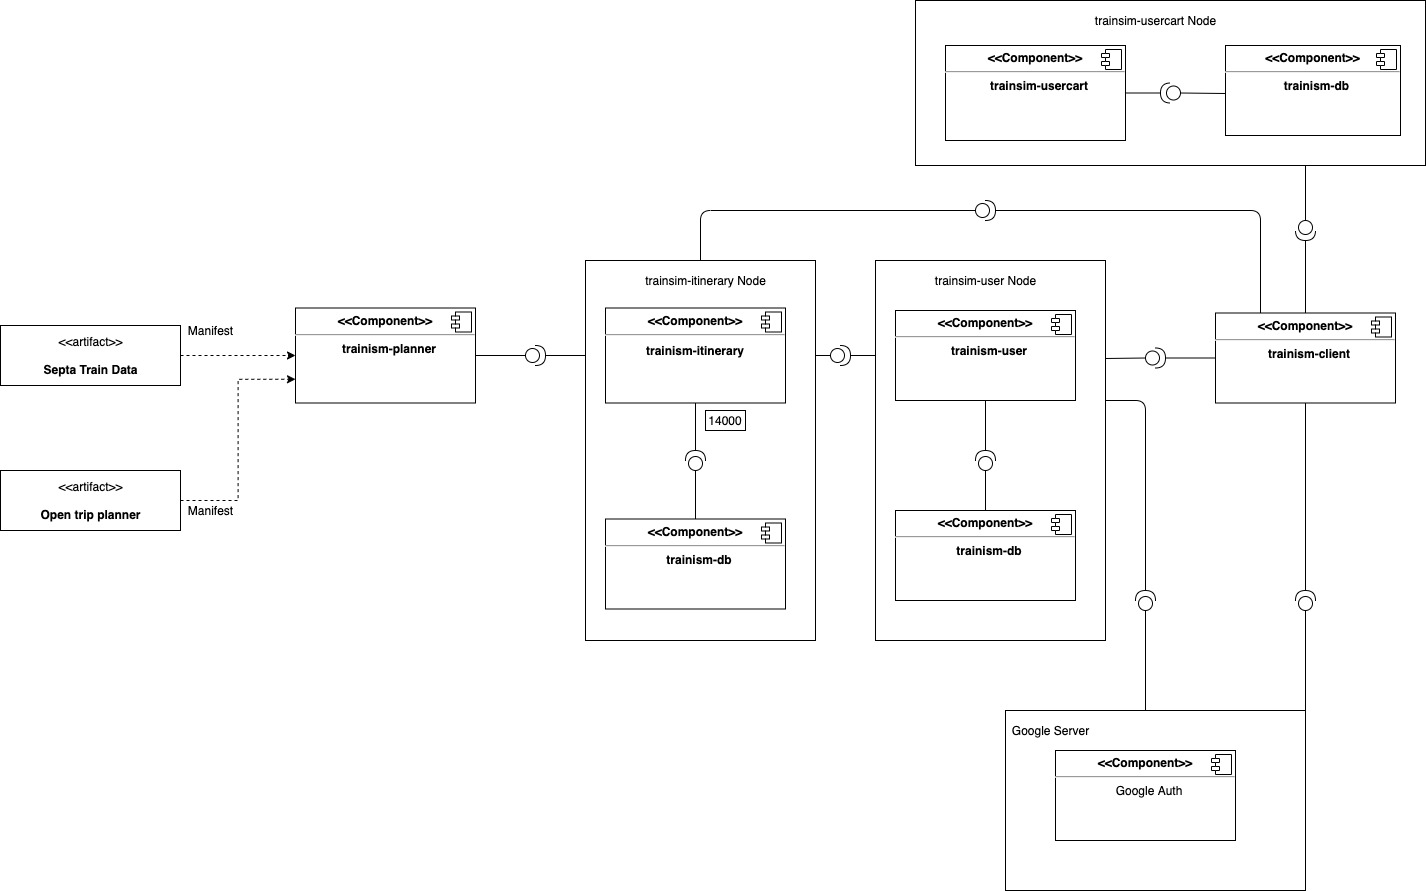 trainsim-usercart Node
<<Component>>
trainsim-usercart
<<Component>>
trainism-db
trainsim-itinerary Node
<<Component>>
trainism-itinerary
14000
<<Component>>
trainism-db
trainsim-user Node
<<Component>>
trainism-user
<<Component>>
trainism-db
<<Component>>
trainism-client
<<Component>>
trainism-planner
Manifest
<<artifact>>
Septa Train Data
<<artifact>>
Open trip planner
Manifest
Google Server
<<Component>>
Google Auth